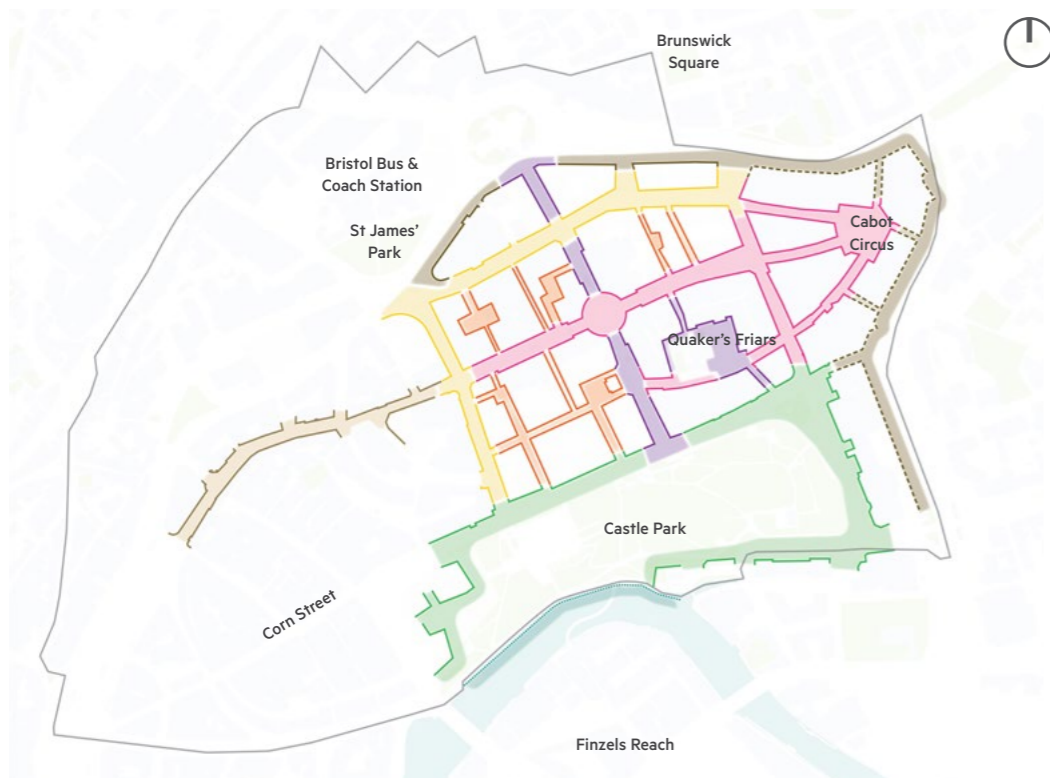 Brunswick
Square
Bristol Bus &
Coach Station
St James’
Park
Cabot
Circus
Quaker’s Friars
Castle Park
Corn Street
Finzels Reach